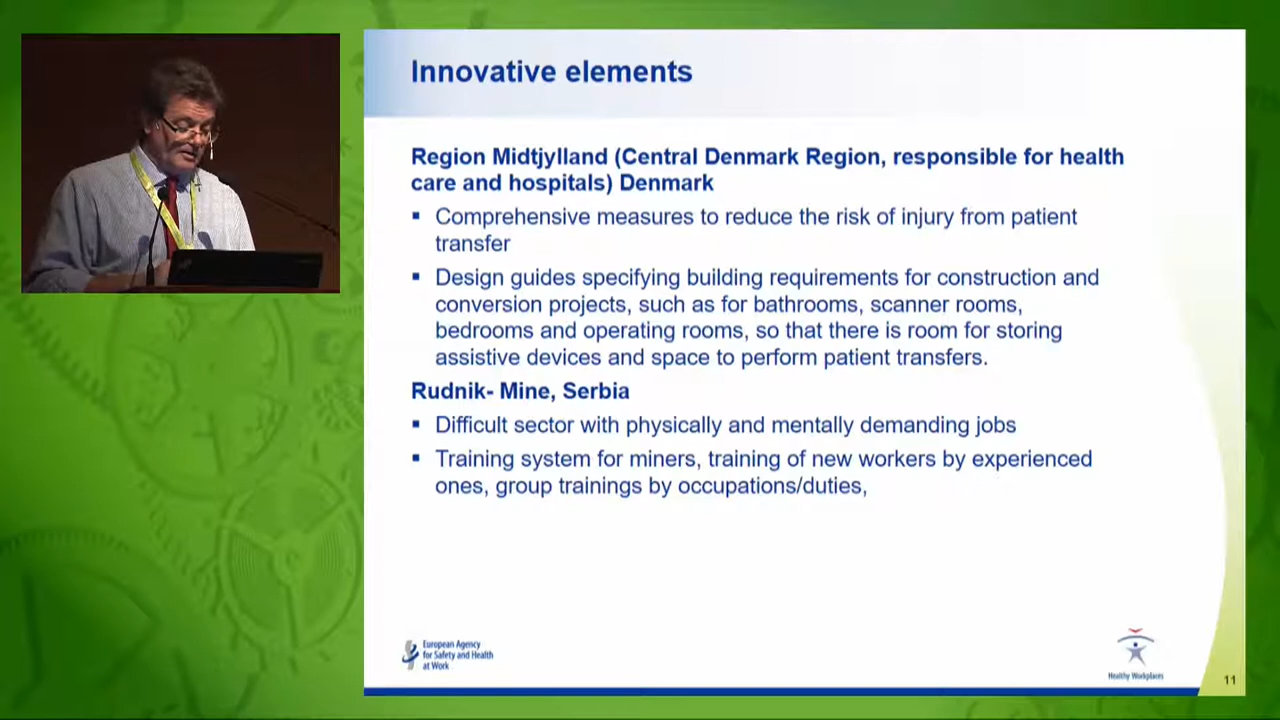 Innovative elements
Region Midtjylland (Central Denmark Region, responsible for health
care and hospitals) Denmark
▪ Comprehensive measures to reduce the risk of injury from patient
transfer
▪ Design guides specifying building requirements for construction and
conversion projects, such as for bathrooms, scanner rooms,
bedrooms and operating rooms, so that there is room for storing
assistive devices and space to perform patient transfers.
Rudnik- Mine, Serbia
▪ Difficult sector with physically and mentally demanding jobs
▪ Training system for miners, training of new workers by experienced
ones, group trainings by occupations/duties,
European Agency
for Safety and Health
at Work
Healthy Workplaces
11